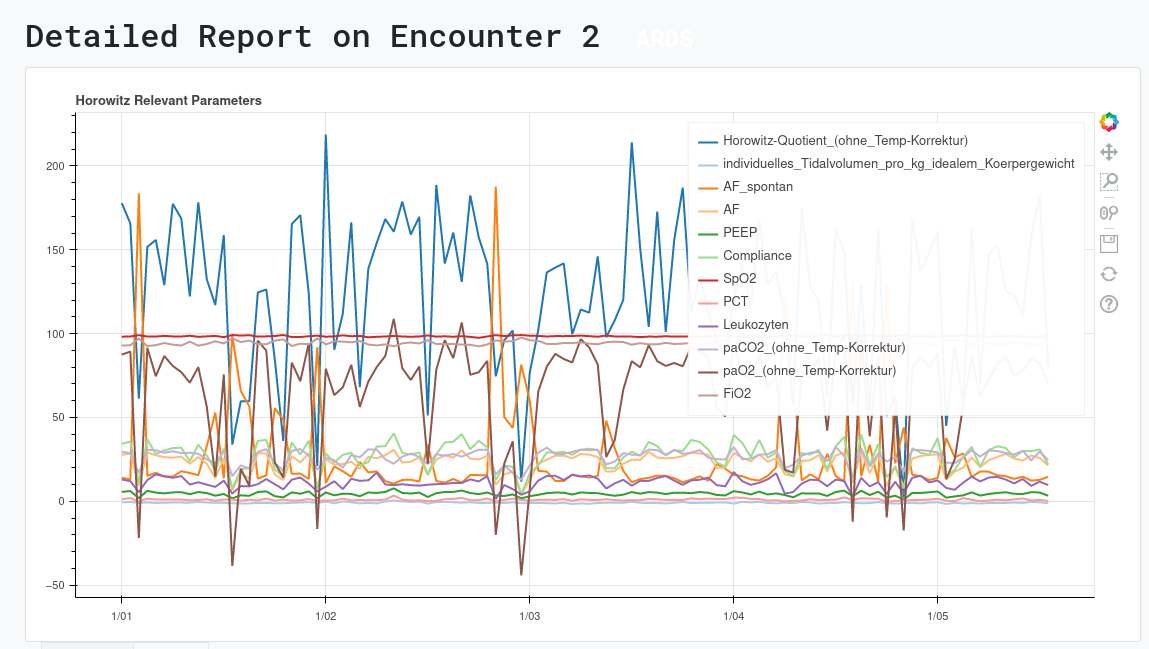 Detailed Report on Encounter 2 ARDS
Horowitz Relevant Parameters
Horowitz-Quotient_(ohne_Temp-Korrektur)
individuelles_Tidalvolumen_pro_kg_idealem_Koerpergewicht
AF_spontan
AF
PEEP
Compliance
SpO2
PCT
Leukozyten
paCO2_(ohne_Temp-Korrektur)
paO2_(ohne_Temp-Korrektur)
FiO2
200
150
100
50
0
−50
1/01 1/02 1/03 1/04 1/05